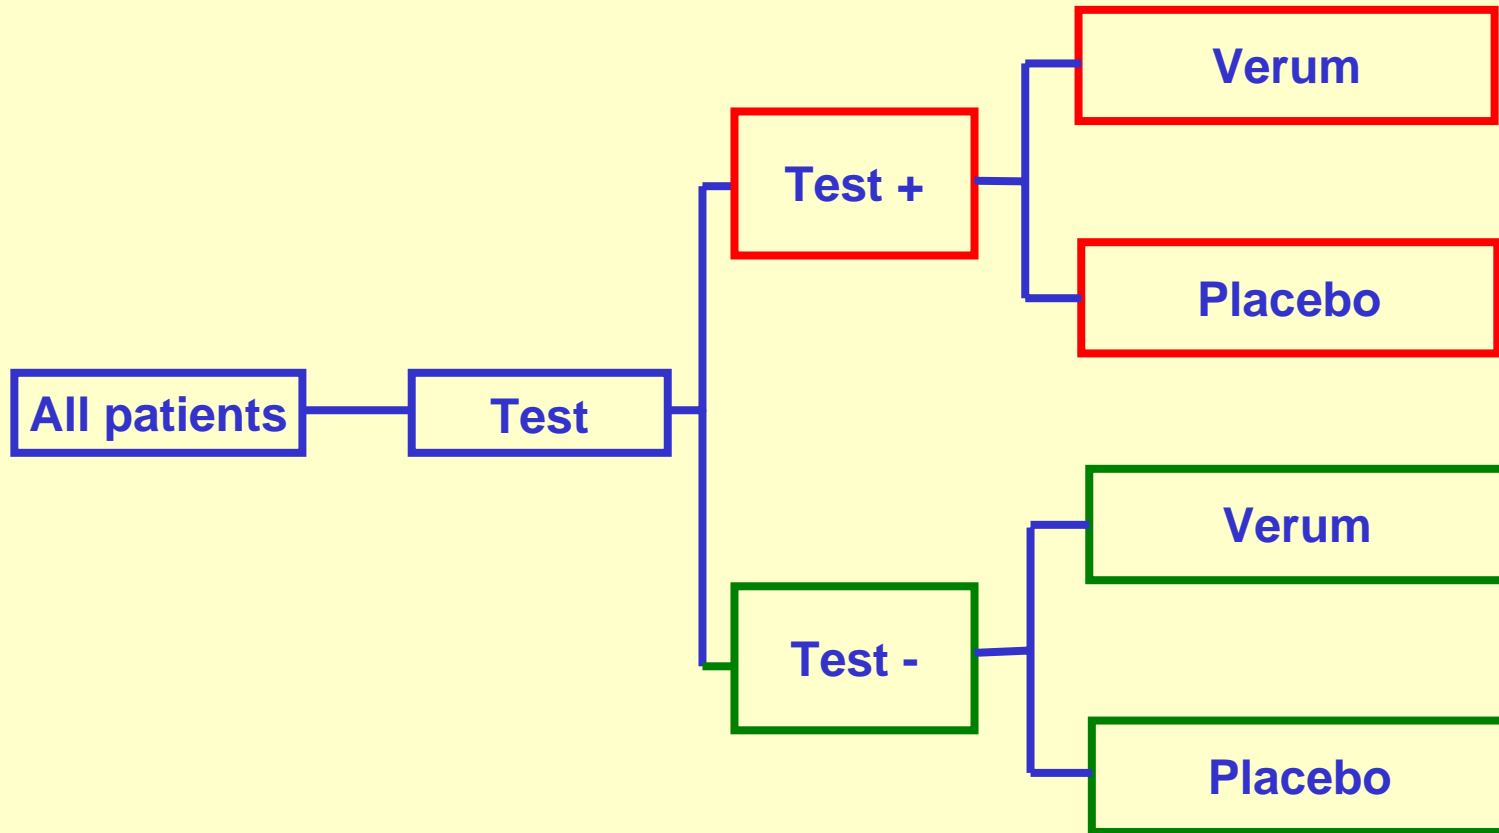 All patients
Test
Test +
Verum
Placebo
Test -
Verum
Placebo